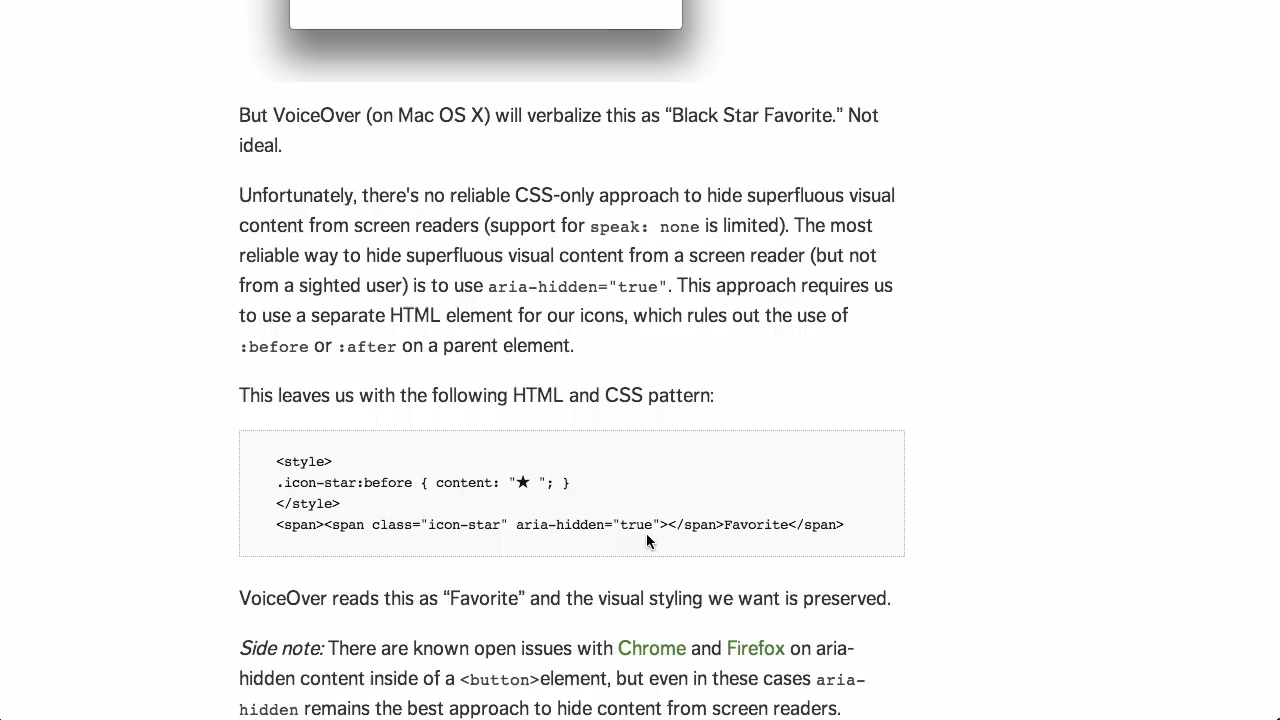 But VoiceOver (on Mac OS X) will verbalize this as “Black Star Favorite.” Not
ideal.
Unfortunately, there's no reliable CSS-only approach to hide superfluous visual
content from screen readers (support for speak: none is limited). The most
reliable way to hide superfluous visual content from a screen reader (but not
from a sighted user) is to use aria-hidden="true". This approach requires us
to use a separate HTML element for our icons, which rules out the use of
:before or :after on a parent element.
This leaves us with the following HTML and CSS pattern:
<style>
.icon-star:before { content: "★ "; }
</style>
<span><span class="icon-star" aria-hidden="true"></span>Favorite</span>
VoiceOver reads this as “Favorite” and the visual styling we want is preserved.
Side note: There are known open issues with Chrome and Firefox on aria-
hidden content inside of a <button>element, but even in these cases aria-
hidden remains the best approach to hide content from screen readers.